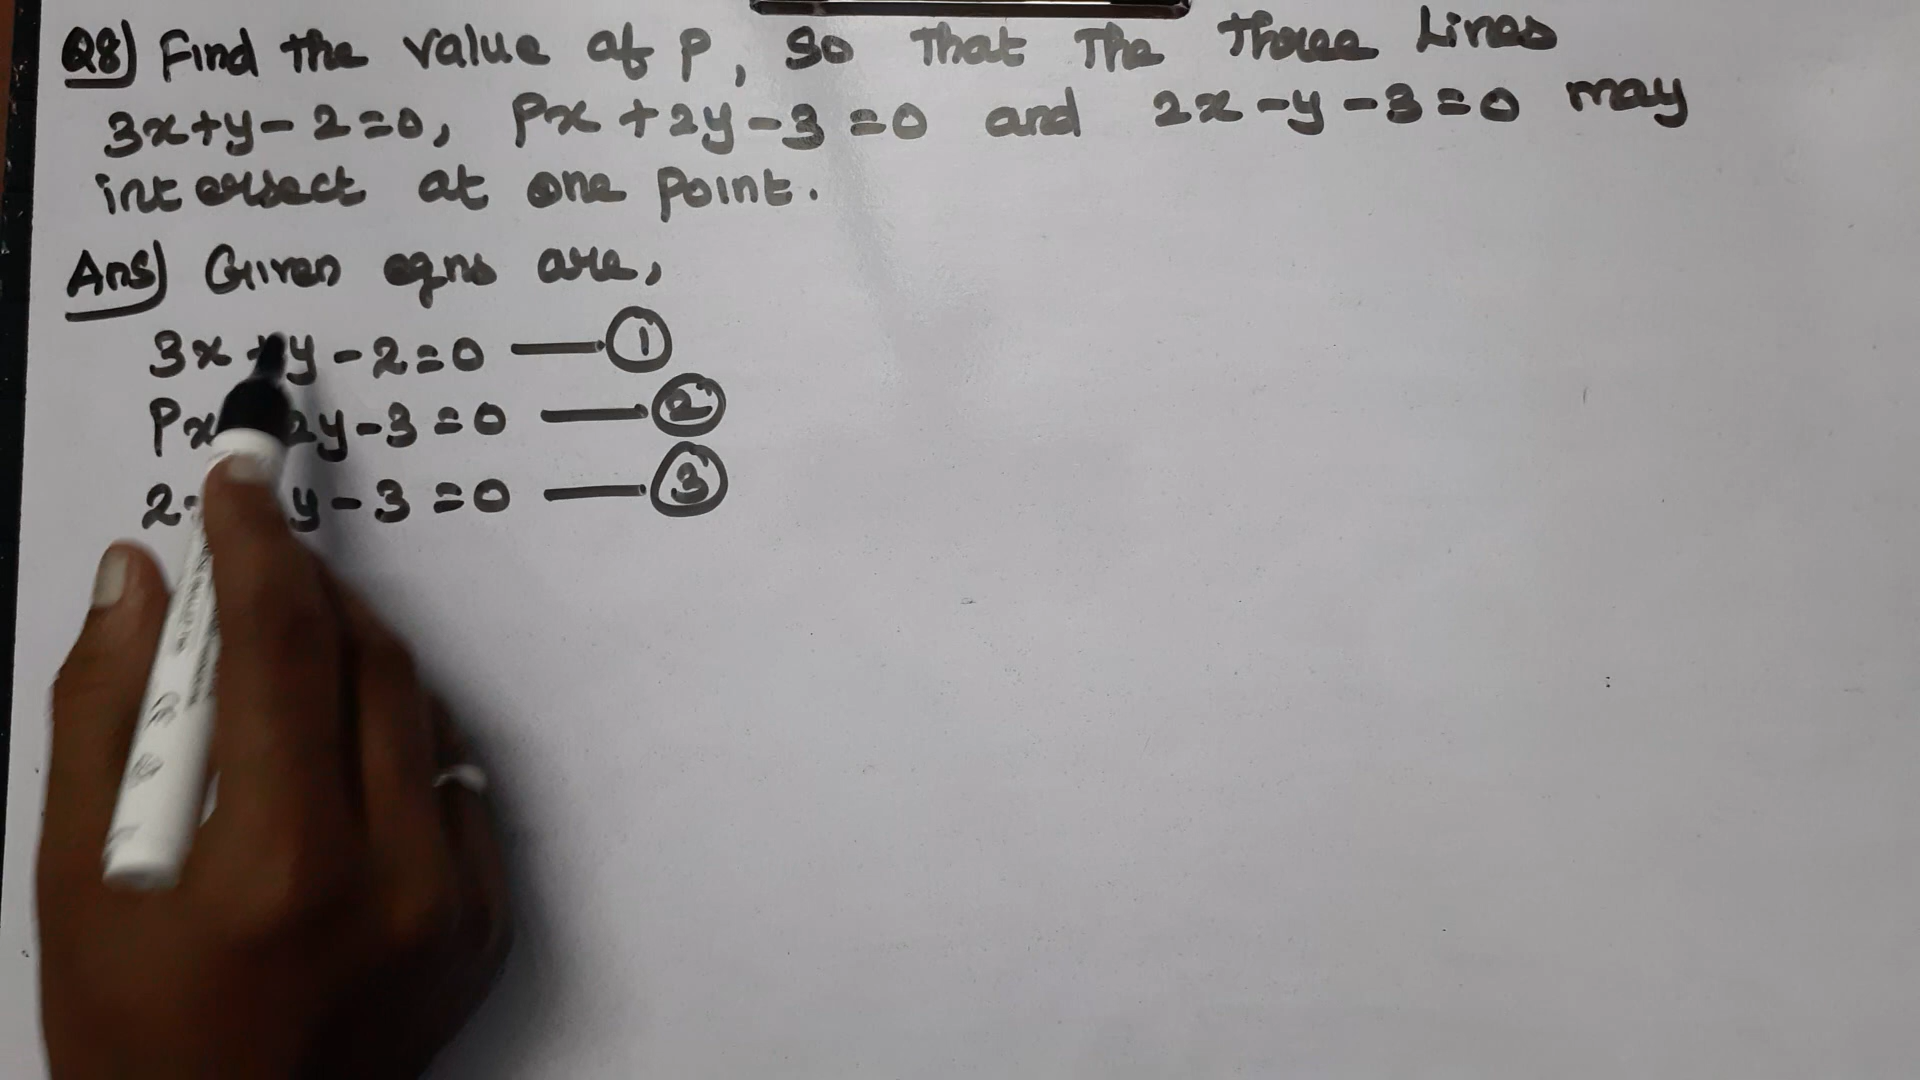 Q8) Find the value of P, So That The Three Lines
3x+y-2=0, Px+2y-3=0 and 2x-y-3=0 may
intersect at one point.
Ans) Given eqns are,
3x+y-2=0 —— ①
Px 2y-3=0 —— ②
2 y-3=0 —— ③